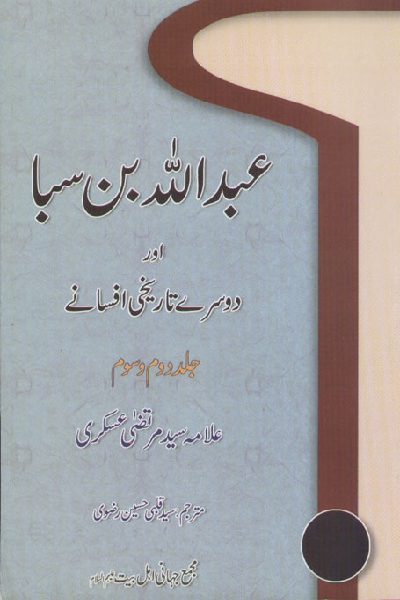 عبداللہ بن سبا
اور
دوسرے تاریخی افسانے
جلد دوم و سوم
علامہ سید مرتضیٰ عسکری
مترجم: سید قلبی حسین رضوی
مجمع جہانی اہل بیت علیہم السلام